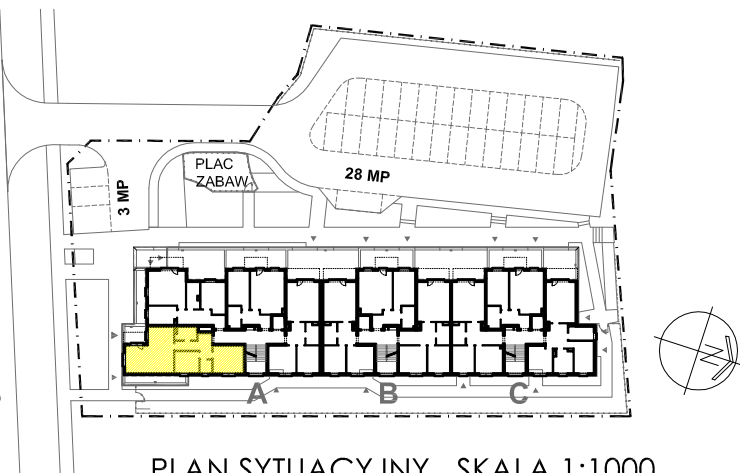 PLAC
ZABAW
28 MP
3 MP
A
B
C
N
PLAN SYTUACYJNY SKALA 1:1000